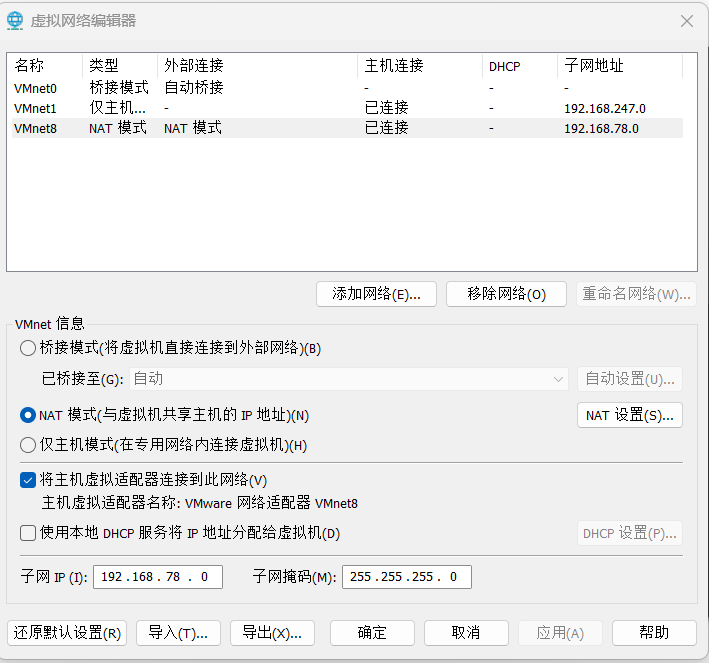 虚拟网络编辑器
名称 类型 外部连接 主机连接 DHCP 子网地址
VMnet0 桥接模式 自动桥接 - - -
VMnet1 仅主机... - 已连接 - 192.168.247.0
VMnet8 NAT 模式 NAT 模式 已连接 - 192.168.78.0
添加网络(E)... 移除网络(O) 重命名网络(W)...
VMnet 信息
桥接模式(将虚拟机直接连接到外部网络)(B)
已桥接至(G): 自动 自动设置(U)...
NAT 模式(与虚拟机共享主机的 IP 地址)(N) NAT 设置(S)...
仅主机模式(在专用网络内连接虚拟机)(H)
将主机虚拟适配器连接到此网络(V)
主机虚拟适配器名称: VMware 网络适配器 VMnet8
使用本地 DHCP 服务将 IP 地址分配给虚拟机(D) DHCP 设置(P)...
子网 IP (I): 192.168.78.0 子网掩码(M): 255.255.255.0
还原默认设置(R) 导入(T)... 导出(X)... 确定 取消 应用(A) 帮助